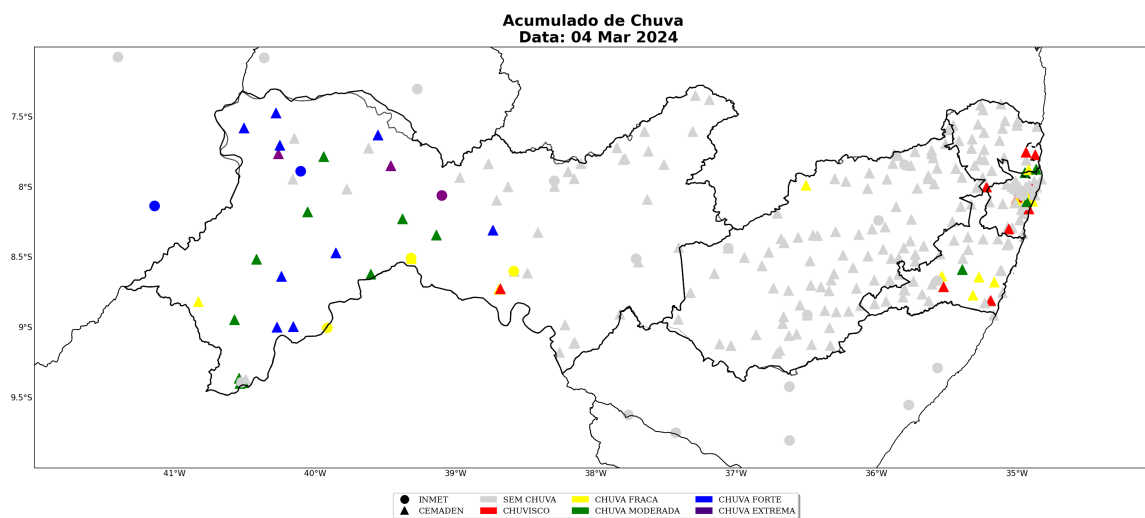 Acumulado de Chuva
Data: 04 Mar 2024
7.5°S
8°S
8.5°S
9°S
9.5°S
41°W 40°W 39°W 38°W 37°W 36°W 35°W
INMET SEM CHUVA CHUVA FRACA CHUVA FORTE
CEMADEN CHUVISCO CHUVA MODERADA CHUVA EXTREMA